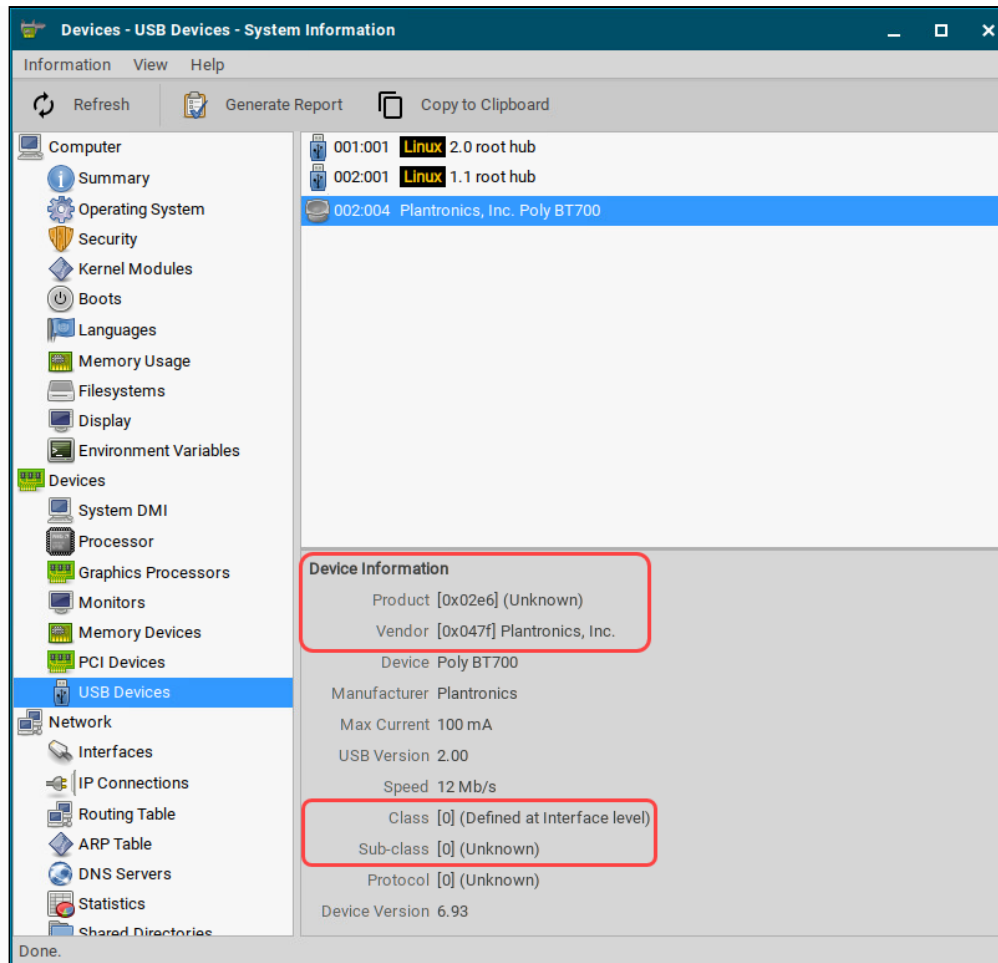 Devices - USB Devices - System Information
Information View Help
Refresh Generate Report Copy to Clipboard
Computer
Summary
Operating System
Security
Kernel Modules
Boots
Languages
Memory Usage
Filesystems
Display
Environment Variables
Devices
System DMI
Processor
Graphics Processors
Monitors
Memory Devices
PCI Devices
USB Devices
Network
Interfaces
IP Connections
Routing Table
ARP Table
DNS Servers
Statistics
Shared Directories
001:001 Linux 2.0 root hub
002:001 Linux 1.1 root hub
002:004 Plantronics, Inc. Poly BT700
Device Information
Product [0x02e6] (Unknown)
Vendor [0x047f] Plantronics, Inc.
Device Poly BT700
Manufacturer Plantronics
Max Current 100 mA
USB Version 2.00
Speed 12 Mb/s
Class [0] (Defined at Interface level)
Sub-class [0] (Unknown)
Protocol [0] (Unknown)
Device Version 6.93
Done.